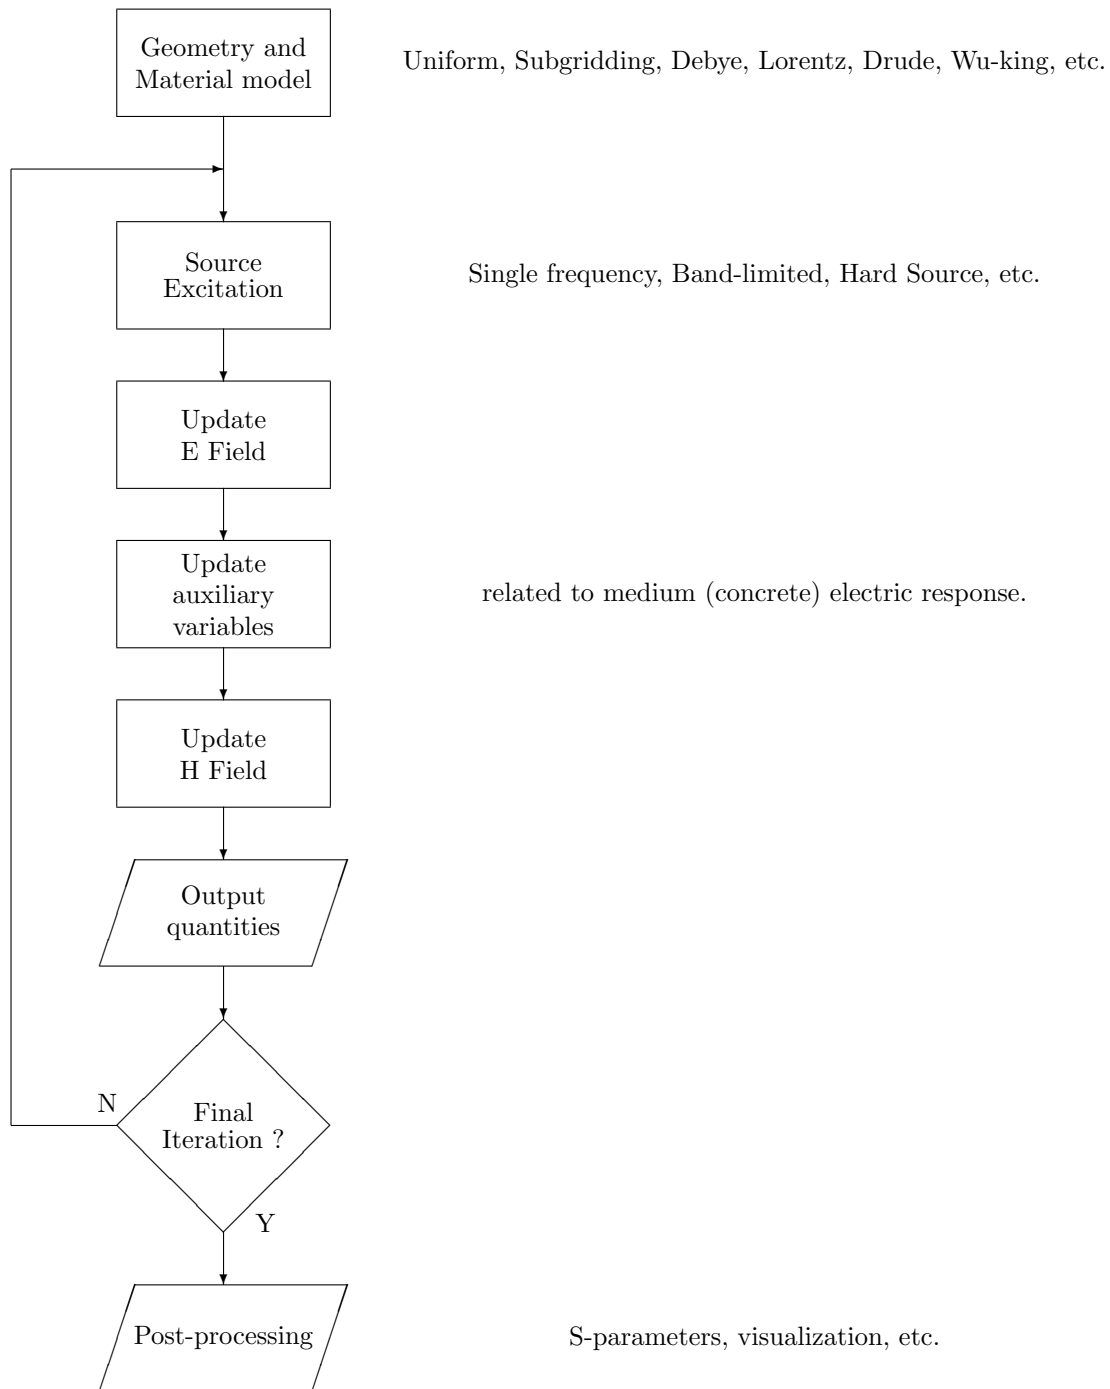 Geometry and
Material model
Uniform, Subgridding, Debye, Lorentz, Drude, Wu-king, etc.
Source
Excitation
Single frequency, Band-limited, Hard Source, etc.
Update
E Field
Update
auxiliary
variables
related to medium (concrete) electric response.
Update
H Field
Output
quantities
N
Final
Iteration ?
Y
Post-processing
S-parameters, visualization, etc.